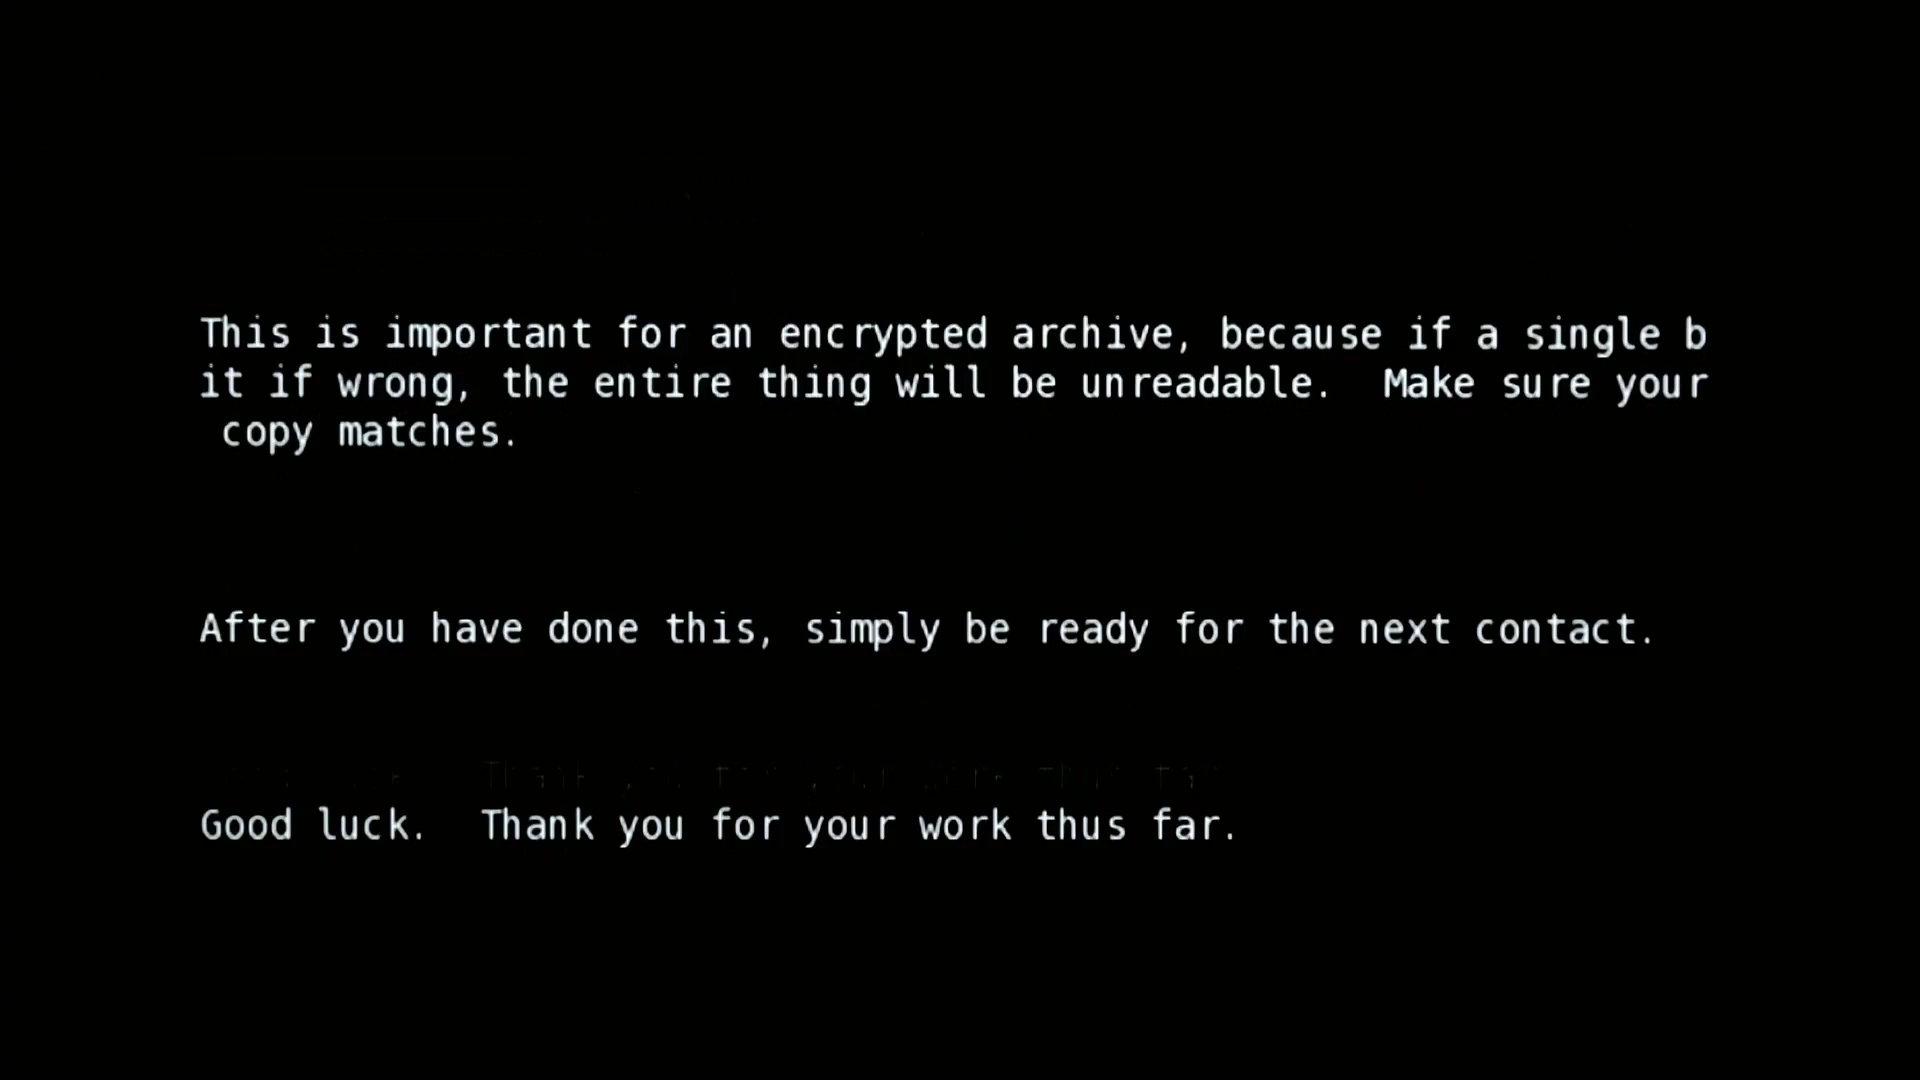 This is important for an encrypted archive, because if a single b
it if wrong, the entire thing will be unreadable.  Make sure your
 copy matches.
After you have done this, simply be ready for the next contact.
Good luck.  Thank you for your work thus far.